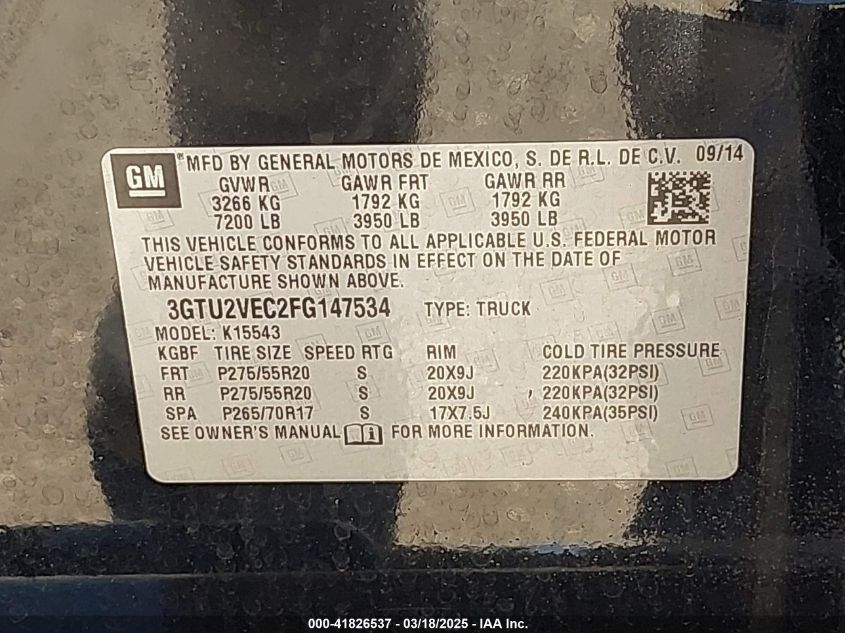 GM ®MFD BY GENERAL MOTORS DE MEXICO, S. DE R.L. DE C.V. 09/14
GVWR GAWR FRT GAWR RR
3266 KG 1792 KG 1792 KG
7200 LB 3950 LB 3950 LB
THIS VEHICLE CONFORMS TO ALL APPLICABLE U.S. FEDERAL MOTOR
VEHICLE SAFETY STANDARDS IN EFFECT ON THE DATE OF
MANUFACTURE SHOWN ABOVE.
3GTU2VEC2FG147534 TYPE: TRUCK
MODEL: K15543
KGBF TIRE SIZE SPEED RTG RIM COLD TIRE PRESSURE
FRT P275/55R20 S 20X9J 220KPA(32PSI)
RR P275/55R20 S 20X9J 220KPA(32PSI)
SPA P265/70R17 S 17X7.5J 240KPA(35PSI)
SEE OWNER'S MANUAL FOR MORE INFORMATION.
000-41826537 - 03/18/2025 - IAA Inc.